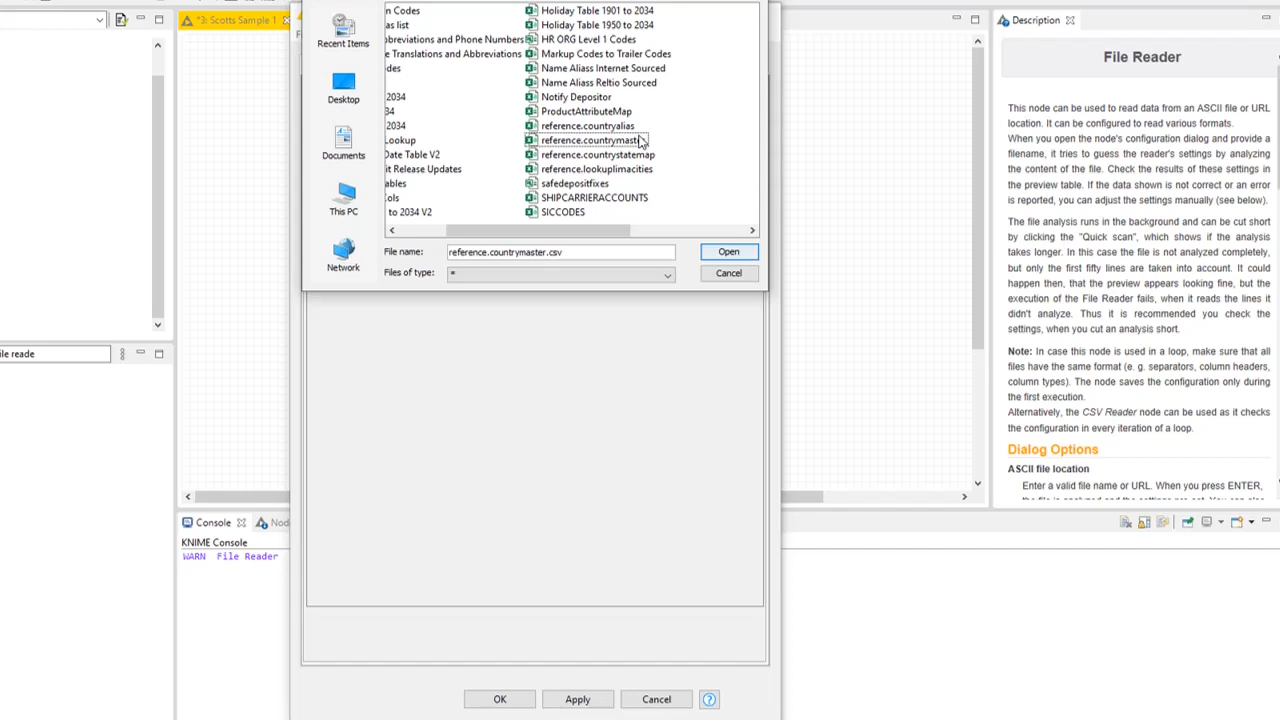 *3: Scotts Sample 1
Description
Recent Items
Desktop
Documents
This PC
Network
n Codes
as list
bbreviations and Phone Numbers
e Translations and Abbreviations
des
2034
34
2034
Lookup
Date Table V2
it Release Updates
ables
ols
to 2034 V2
Holiday Table 1901 to 2034
Holiday Table 1950 to 2034
HR ORG Level 1 Codes
Markup Codes to Trailer Codes
Name Aliass Internet Sourced
Name Aliass Reltio Sourced
Notify Depositor
ProductAttributeMap
reference.countryalias
reference.countrymaste
reference.countrystatemap
reference.lookuplimacities
safedepositfixes
SHIPCARRIERACCOUNTS
SICCODES
File name:
reference.countrymaster.csv
Open
Files of type:
*
Cancel
ile reade
Console
Nod
KNIME Console
WARN File Reader
OK
Apply
Cancel
?
File Reader
This node can be used to read data from an ASCII file or URL
location. It can be configured to read various formats.
When you open the node's configuration dialog and provide a
filename, it tries to guess the reader's settings by analyzing
the content of the file. Check the results of these settings in
the preview table. If the data shown is not correct or an error
is reported, you can adjust the settings manually (see below).
The file analysis runs in the background and can be cut short
by clicking the "Quick scan", which shows if the analysis
takes longer. In this case the file is not analyzed completely,
but only the first fifty lines are taken into account. It could
happen then, that the preview appears looking fine, but the
execution of the File Reader fails, when it reads the lines it
didn't analyze. Thus it is recommended you check the
settings, when you cut an analysis short.
Note: In case this node is used in a loop, make sure that all
files have the same format (e. g. separators, column headers,
column types). The node saves the configuration only during
the first execution.
Alternatively, the CSV Reader node can be used as it checks
the configuration in every iteration of a loop.
Dialog Options
ASCII file location
Enter a valid file name or URL. When you press ENTER,